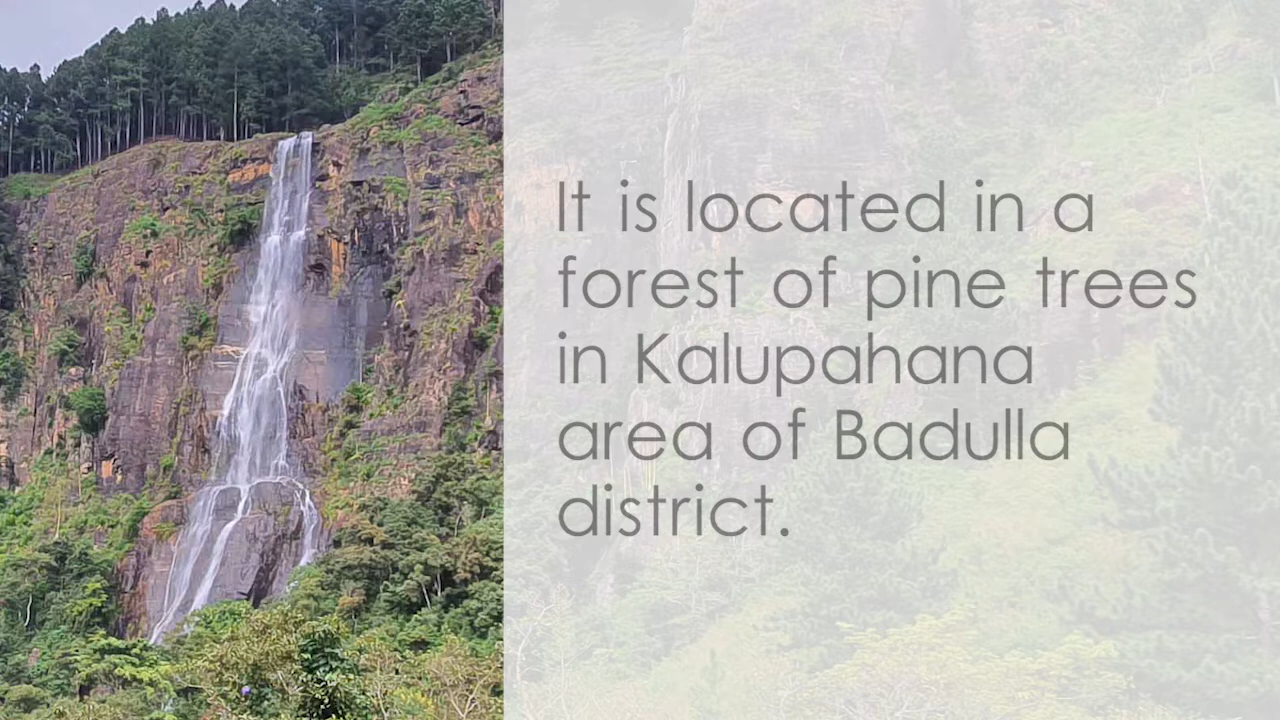 It is located in a
forest of pine trees
in Kalupahana
area of Badulla
district.